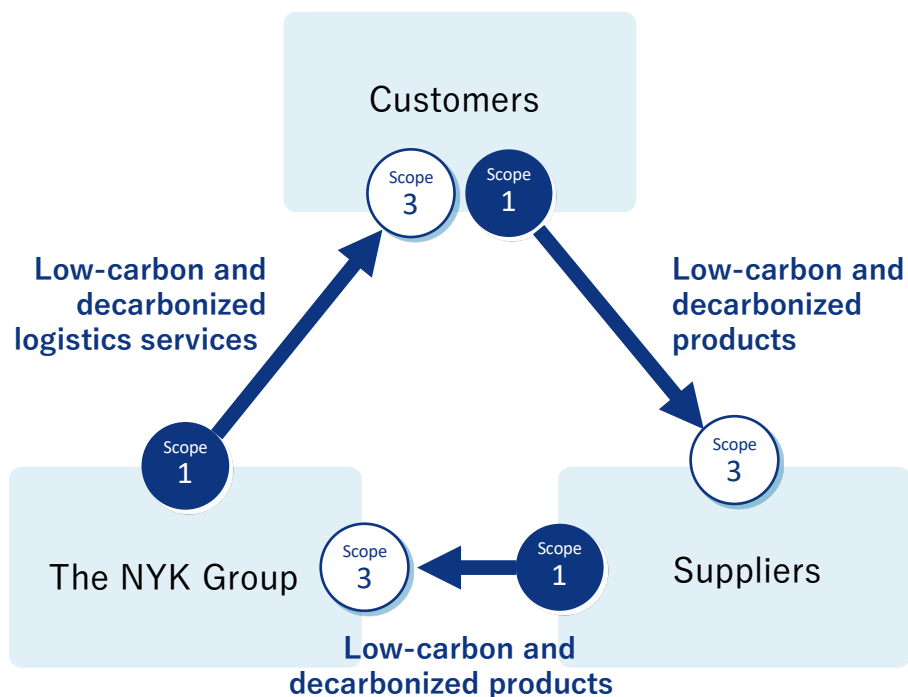 Customers
Scope
3
Scope
1
Low-carbon and
decarbonized
logistics services
Low-carbon and
decarbonized
products
Scope
1
Scope
3
The NYK Group
Scope
3
Scope
1
Suppliers
Low-carbon and
decarbonized products